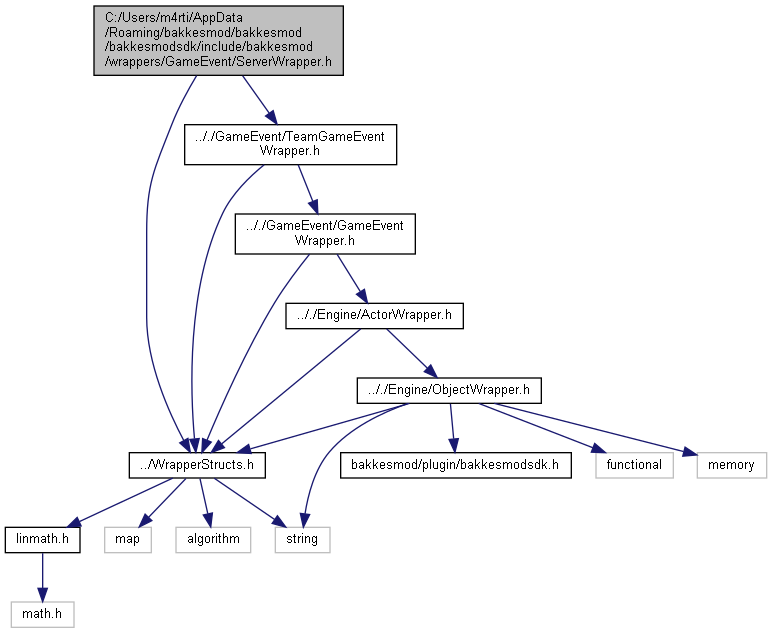 C:/Users/m4rti/AppData
/Roaming/bakkesmod/bakkesmod
/bakkesmodsdk/include/bakkesmod
/wrappers/GameEvent/ServerWrapper.h
.././GameEvent/TeamGameEvent
Wrapper.h
.././GameEvent/GameEvent
Wrapper.h
.././Engine/ActorWrapper.h
.././Engine/ObjectWrapper.h
../WrapperStructs.h
bakkesmod/plugin/bakkesmodsdk.h
functional
memory
linmath.h
map
algorithm
string
math.h